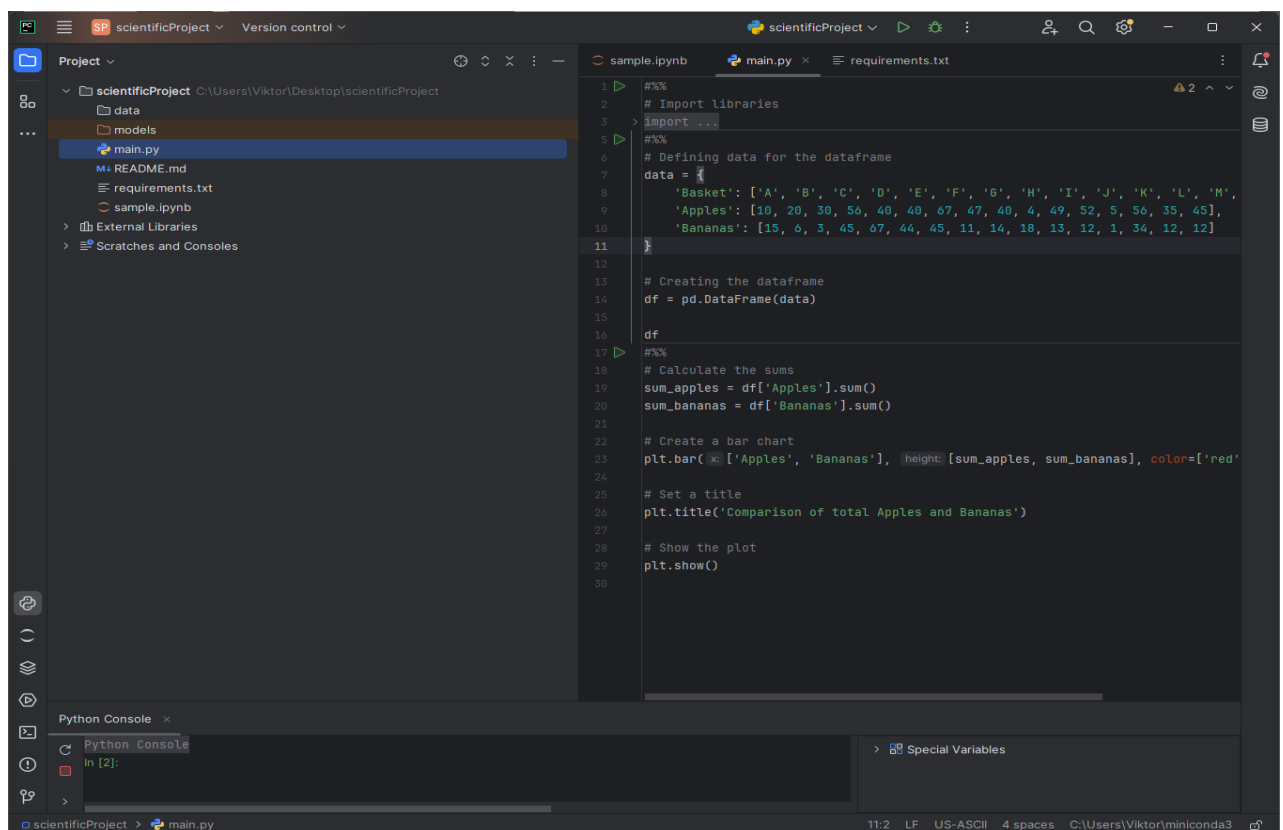 PC SP scientificProject Version control scientificProject
Project
sample.ipynb main.py requirements.txt
scientificProject C:\Users\Viktor\Desktop\scientificProject
data
models
main.py
M↓ README.md
requirements.txt
sample.ipynb
External Libraries
Scratches and Consoles
2
1 #%%
2 # Import libraries
3 import ...
5 #%%
6 # Defining data for the dataframe
7 data = {
8 'Basket': ['A', 'B', 'C', 'D', 'E', 'F', 'G', 'H', 'I', 'J', 'K', 'L', 'M',
9 'Apples': [10, 20, 30, 56, 40, 40, 67, 47, 40, 4, 49, 52, 5, 56, 35, 45],
10 'Bananas': [15, 6, 3, 45, 67, 44, 45, 11, 14, 18, 13, 12, 1, 34, 12, 12]
11 }
12
13 # Creating the dataframe
14 df = pd.DataFrame(data)
15
16 df
17 #%%
18 # Calculate the sums
19 sum_apples = df['Apples'].sum()
20 sum_bananas = df['Bananas'].sum()
21
22 # Create a bar chart
23 plt.bar( x: ['Apples', 'Bananas'], height: [sum_apples, sum_bananas], color=['red'
24
25 # Set a title
26 plt.title('Comparison of total Apples and Bananas')
27
28 # Show the plot
29 plt.show()
30
Python Console
Python Console
In [2]:
Special Variables
scientificProject > main.py 11:2 LF US-ASCII 4 spaces C:\Users\Viktor\miniconda3